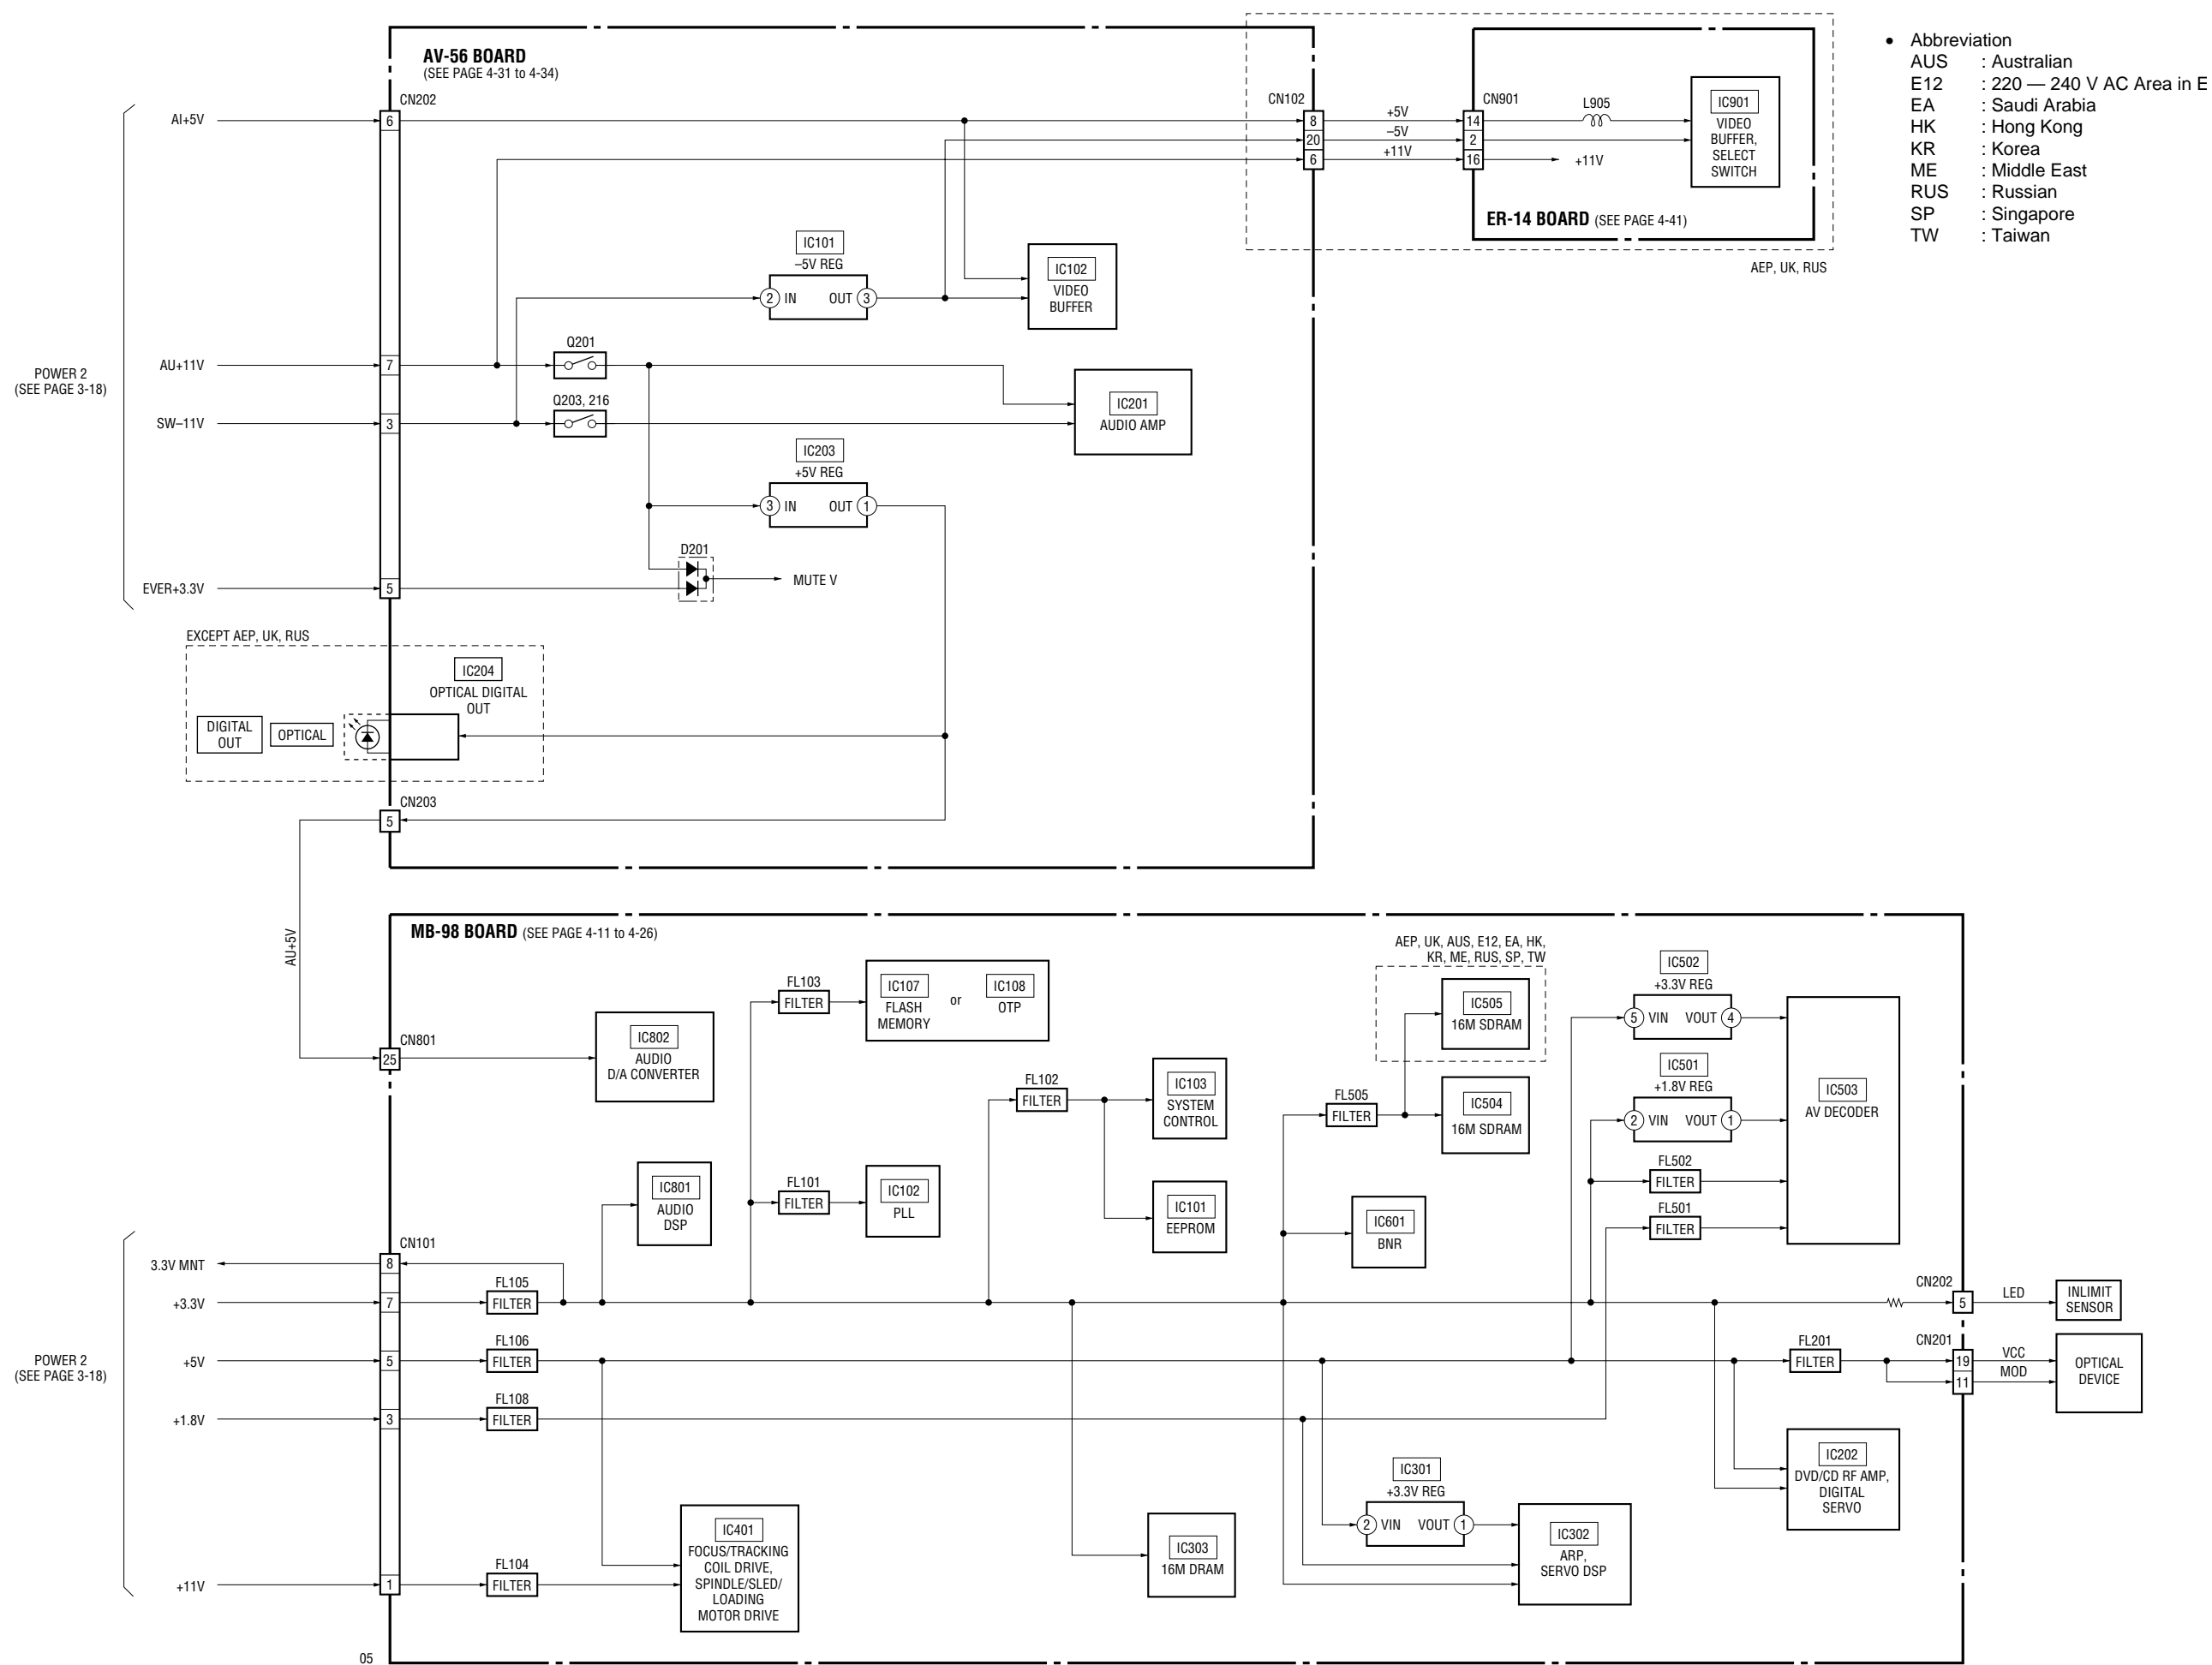 AV-56 BOARD
(SEE PAGE 4-31 to 4-34)
CN202
AI+5V
6
CN102
8
20
6
+5V
–5V
+11V
CN901
14
2
16
L905
+11V
IC901
VIDEO
BUFFER,
SELECT
SWITCH
ER-14 BOARD (SEE PAGE 4-41)
AEP, UK, RUS
• Abbreviation
AUS : Australian
E12 : 220 — 240 V AC Area in E
EA : Saudi Arabia
HK : Hong Kong
KR : Korea
ME : Middle East
RUS : Russian
SP : Singapore
TW : Taiwan
IC101
–5V REG
2 IN OUT 3
IC102
VIDEO
BUFFER
POWER 2
(SEE PAGE 3-18)
AU+11V
7
Q201
SW–11V
3
Q203, 216
IC201
AUDIO AMP
IC203
+5V REG
3 IN OUT 1
D201
MUTE V
EVER+3.3V
5
EXCEPT AEP, UK, RUS
IC204
OPTICAL DIGITAL
OUT
DIGITAL
OUT
OPTICAL
CN203
5
AU+5V
MB-98 BOARD (SEE PAGE 4-11 to 4-26)
CN801
25
IC802
AUDIO
D/A CONVERTER
FL103
FILTER
IC107
FLASH
MEMORY
or
IC108
OTP
FL102
FILTER
IC103
SYSTEM
CONTROL
IC101
EEPROM
IC801
AUDIO
DSP
FL101
FILTER
IC102
PLL
AEP, UK, AUS, E12, EA, HK,
KR, ME, RUS, SP, TW
IC505
16M SDRAM
FL505
FILTER
IC504
16M SDRAM
IC601
BNR
IC502
+3.3V REG
5 VIN VOUT 4
IC501
+1.8V REG
2 VIN VOUT 1
FL502
FILTER
FL501
FILTER
IC503
AV DECODER
POWER 2
(SEE PAGE 3-18)
CN101
3.3V MNT
8
+3.3V
7
FL105
FILTER
+5V
5
FL106
FILTER
+1.8V
3
FL108
FILTER
+11V
1
FL104
FILTER
IC401
FOCUS/TRACKING
COIL DRIVE,
SPINDLE/SLED/
LOADING
MOTOR DRIVE
IC303
16M DRAM
IC301
+3.3V REG
2 VIN VOUT 1
IC302
ARP,
SERVO DSP
CN202
5
LED
INLIMIT
SENSOR
FL201
FILTER
CN201
19
11
VCC
MOD
OPTICAL
DEVICE
IC202
DVD/CD RF AMP,
DIGITAL
SERVO
05